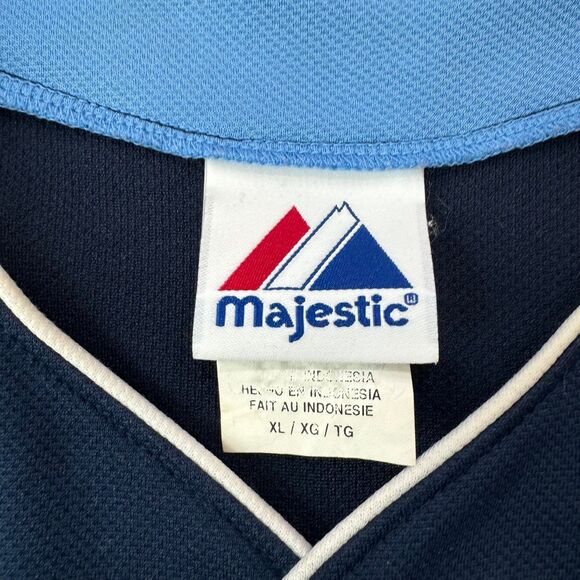 majestic
INDONESIA
HECHO EN INDONESIA
FAIT AU INDONESIE
XL / XG / TG